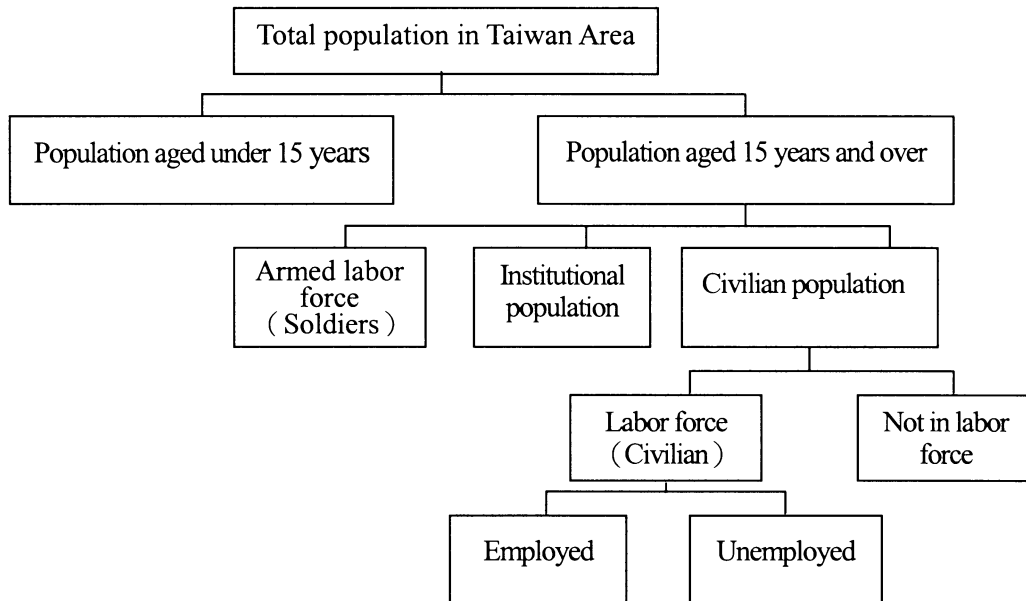 Total population in Taiwan Area
Population aged under 15 years
Population aged 15 years and over
Armed labor
force
（Soldiers）
Institutional
population
Civilian population
Labor force
（Civilian）
Not in labor
force
Employed
Unemployed